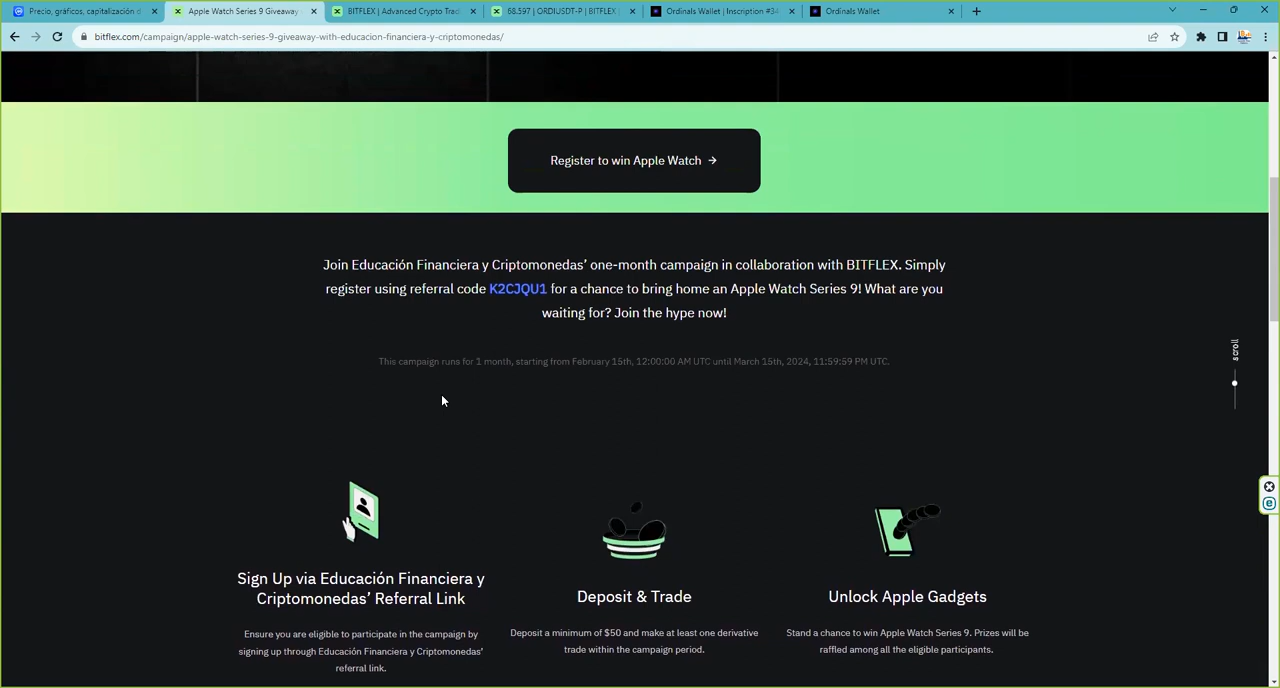 Precio, gráficos, capitalización d
Apple Watch Series 9 Giveaway
BITFLEX | Advanced Crypto Trad
68.597 | ORDIUSDT-P | BITFLEX |
Ordinals Wallet | Inscription #34
Ordinals Wallet
bitflex.com/campaign/apple-watch-series-9-giveaway-with-educacion-financiera-y-criptomonedas/
Register to win Apple Watch →
Join Educación Financiera y Criptomonedas’ one-month campaign in collaboration with BITFLEX. Simply
register using referral code K2CJQU1 for a chance to bring home an Apple Watch Series 9! What are you
waiting for? Join the hype now!
This campaign runs for 1 month, starting from February 15th, 12:00:00 AM UTC until March 15th, 2024, 11:59:59 PM UTC.
scroll
Sign Up via Educación Financiera y
Criptomonedas’ Referral Link
Ensure you are eligible to participate in the campaign by
signing up through Educación Financiera y Criptomonedas’
referral link.
Deposit & Trade
Deposit a minimum of $50 and make at least one derivative
trade within the campaign period.
Unlock Apple Gadgets
Stand a chance to win Apple Watch Series 9. Prizes will be
raffled among all the eligible participants.